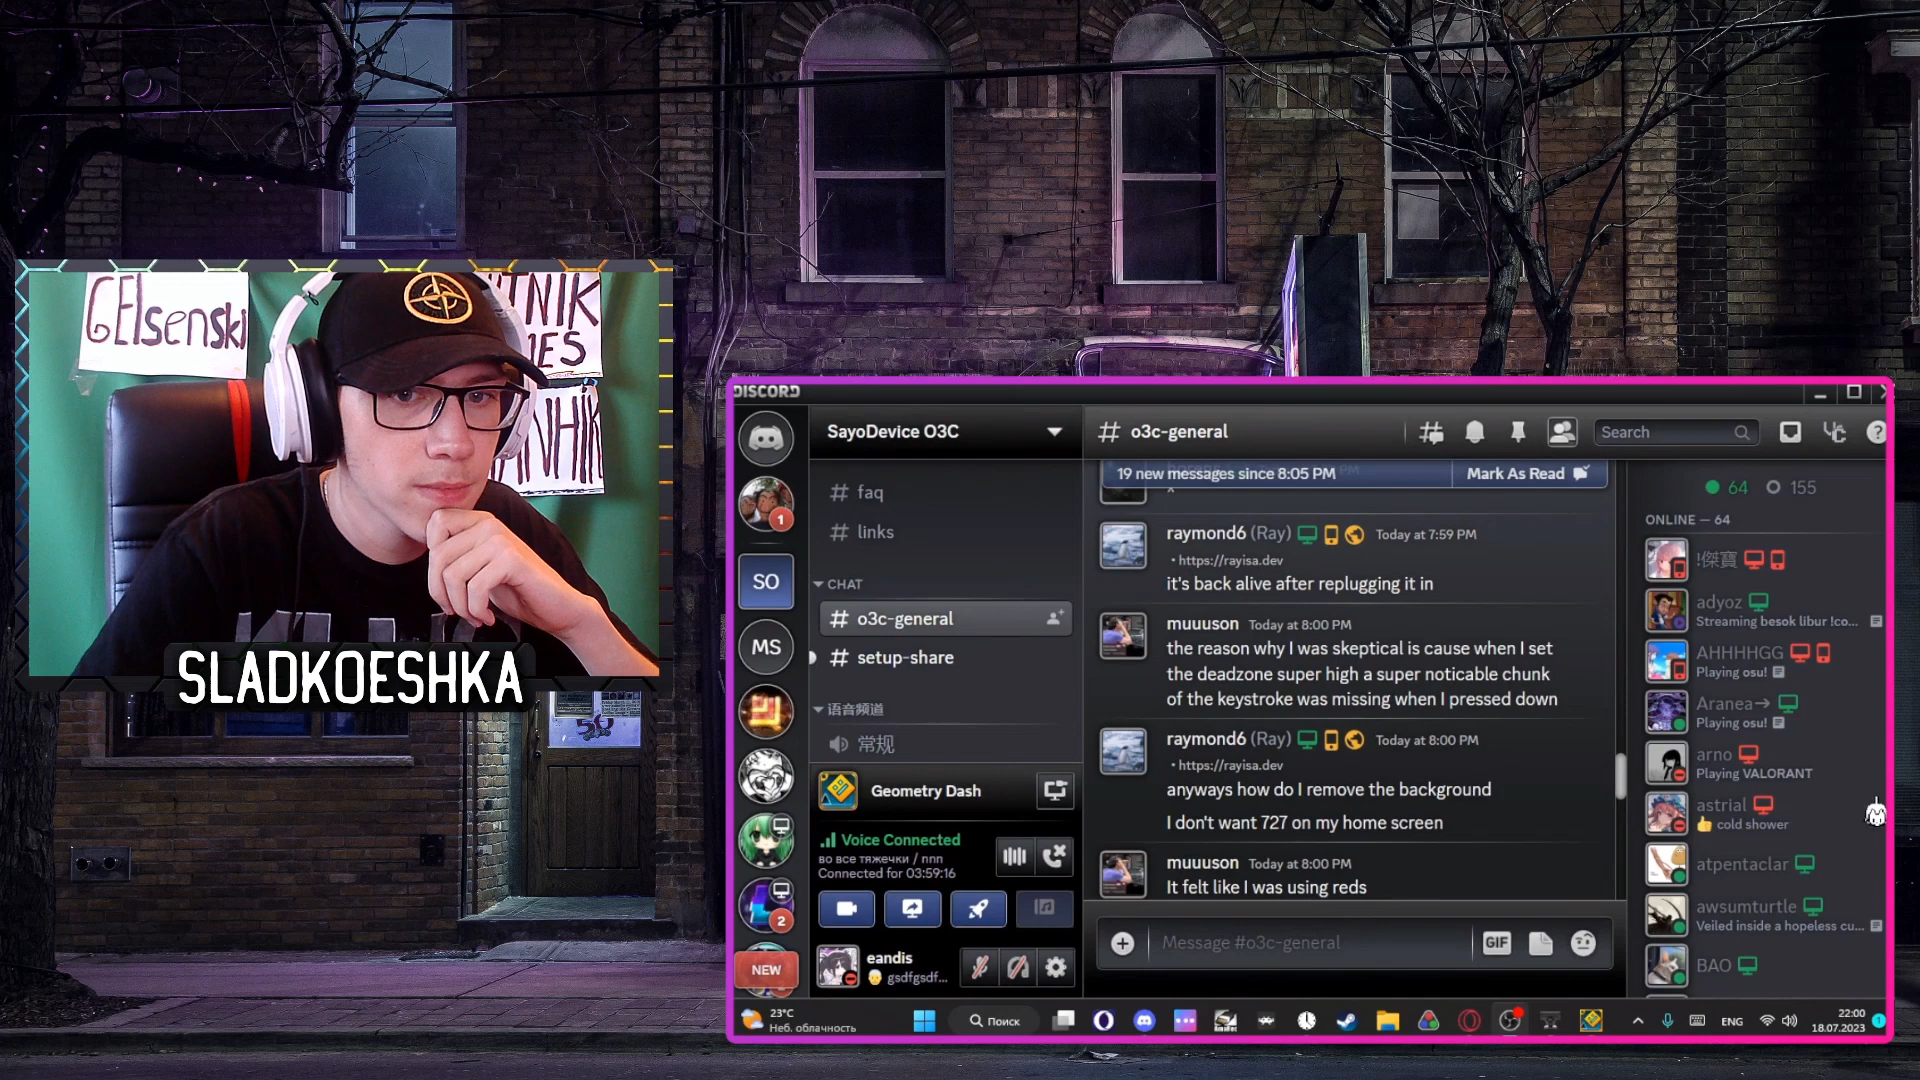 GElsenski
TNIK
IES
ANHIK
SLADKOESHKA
DISCORD
SayoDevice O3C
1
SO
MS
2
NEW
faq
links
CHAT
o3c-general
setup-share
语音频道
常规
Geometry Dash
Voice Connected
во все тяжечки / nnn
Connected for 03:59:16
eandis
gsdfgsdf...
# o3c-general
Search
19 new messages since 8:05 PM
Mark As Read
raymond6 (Ray) Today at 7:59 PM
• https://rayisa.dev
it's back alive after replugging it in
muuuson Today at 8:00 PM
the reason why I was skeptical is cause when I set
the deadzone super high a super noticable chunk
of the keystroke was missing when I pressed down
raymond6 (Ray) Today at 8:00 PM
• https://rayisa.dev
anyways how do I remove the background
I don't want 727 on my home screen
muuuson Today at 8:00 PM
It felt like I was using reds
Message #o3c-general
GIF
64 155
ONLINE — 64
!傑寶
adyoz
Streaming besok libur !co...
AHHHHGG
Playing osu!
Aranea→
Playing osu!
arno
Playing VALORANT
astrial
cold shower
atpentaclar
awsumturtle
Veiled inside a hopeless cu...
BAO
23°C
Неб. облачность
Поиск
ENG
22:00
18.07.2023
1